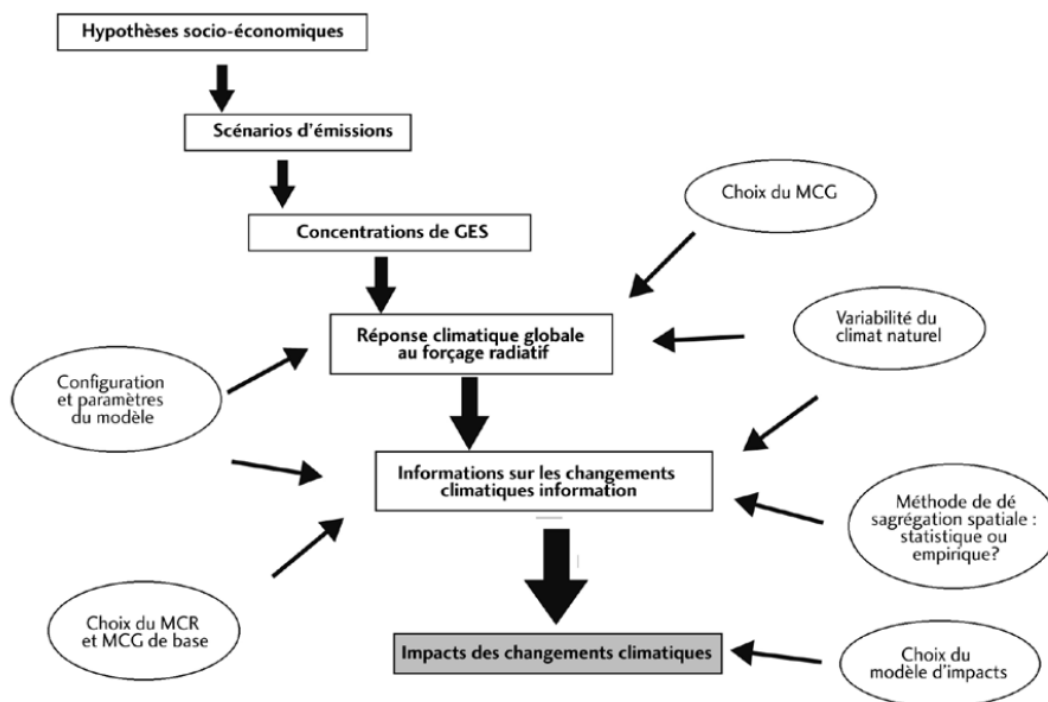 Hypothèses socio-économiques
Scénarios d'émissions
Choix du MCG
Concentrations de GES
Réponse climatique globale
au forçage radiatif
Variabilité du
climat naturel
Configuration
et paramètres
du modèle
Informations sur les changements
climatiques information
Méthode de dé
sagrégation spatiale :
statistique ou
empirique?
Choix du MCR
et MCG de base
Impacts des changements climatiques
Choix du
modèle d'impacts